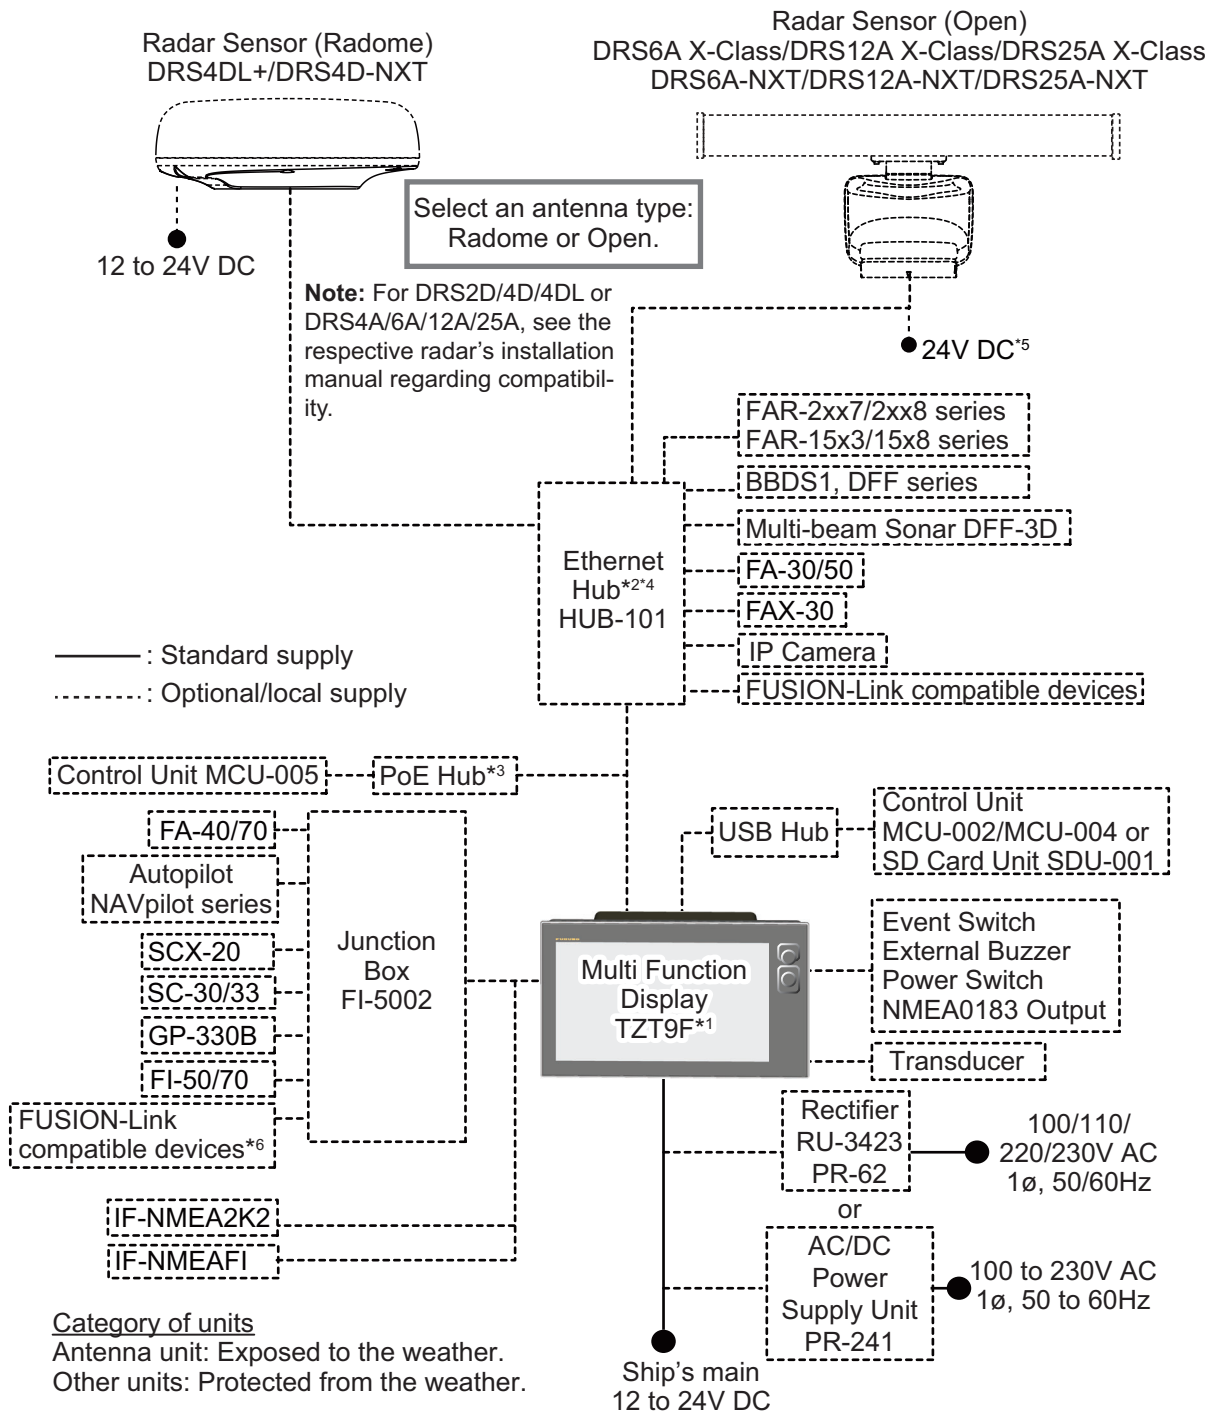 Radar Sensor (Radome)
DRS4DL+/DRS4D-NXT
Radar Sensor (Open)
DRS6A X-Class/DRS12A X-Class/DRS25A X-Class
DRS6A-NXT/DRS12A-NXT/DRS25A-NXT
Select an antenna type:
Radome or Open.
12 to 24V DC
Note: For DRS2D/4D/4DL or
DRS4A/6A/12A/25A, see the
respective radar's installation
manual regarding compatibil-
ity.
24V DC*5
FAR-2xx7/2xx8 series
FAR-15x3/15x8 series
BBDS1, DFF series
Multi-beam Sonar DFF-3D
FA-30/50
FAX-30
IP Camera
FUSION-Link compatible devices
Ethernet
Hub*2*4
HUB-101
: Standard supply
: Optional/local supply
Control Unit MCU-005
PoE Hub*3
USB Hub
Control Unit
MCU-002/MCU-004 or
SD Card Unit SDU-001
FA-40/70
Autopilot
NAVpilot series
SCX-20
SC-30/33
GP-330B
FI-50/70
FUSION-Link
compatible devices*6
Junction
Box
FI-5002
FURUNO
Multi Function
Display
TZT9F*1
Event Switch
External Buzzer
Power Switch
NMEA0183 Output
Transducer
IF-NMEA2K2
IF-NMEAFI
Rectifier
RU-3423
PR-62
100/110/
220/230V AC
1ø, 50/60Hz
or
AC/DC
Power
Supply Unit
PR-241
100 to 230V AC
1ø, 50 to 60Hz
Category of units
Antenna unit: Exposed to the weather.
Other units: Protected from the weather.
Ship's main
12 to 24V DC